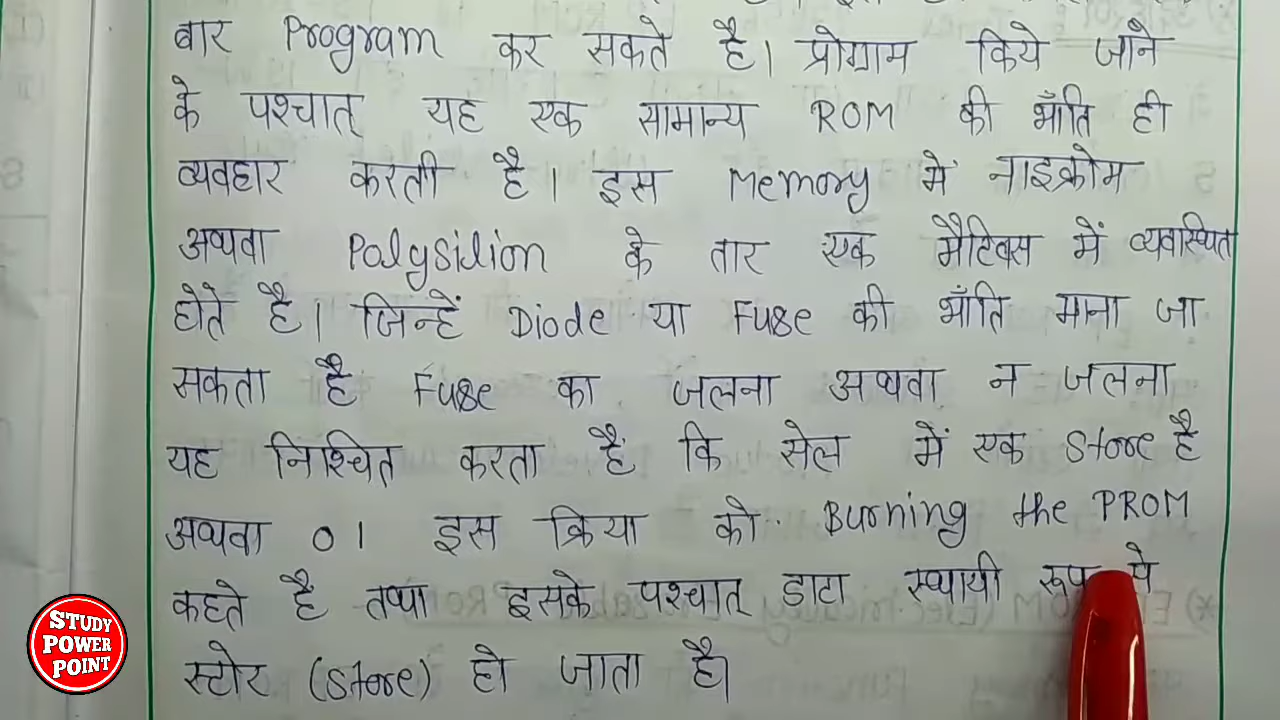 बार Program कर सकते है। प्रोग्राम किये जाने
के पश्चात् यह एक सामान्य ROM की भाँति ही
व्यवहार करती है। इस Memory में नाइक्रोम
अथवा Polysilion के तार एक मैटिक्स में व्यवस्थित
होते है। जिन्हें Diode या Fuse की भाँति माना जा
सकता है Fuse का जलना अथवा न जलना
यह निश्चित करता है कि सेल में एक Store है
अथवा 0। इस क्रिया को Burning the PROM
कहते है तथा इसके पश्चात् डाटा स्थायी रूप पे
स्टोर (Store) हो जाता है।
STUDY
POWER
POINT